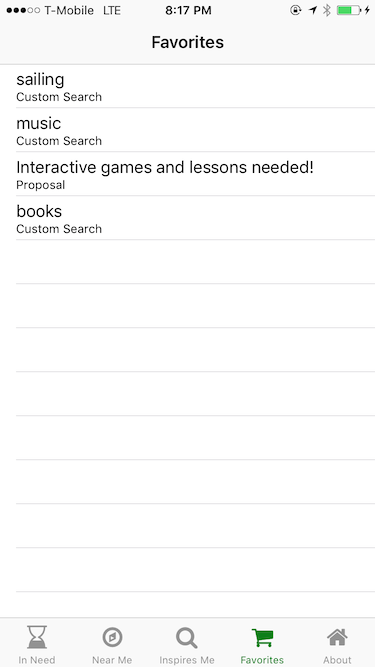 T-Mobile LTE 8:17 PM
Favorites
sailing
Custom Search
music
Custom Search
Interactive games and lessons needed!
Proposal
books
Custom Search
In Need Near Me Inspires Me Favorites About